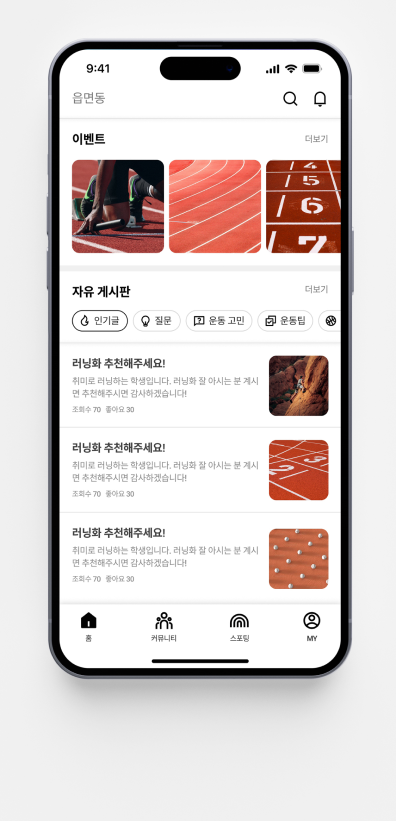 9:41
읍면동
이벤트
더보기
4
5
6
7
자유 게시판
더보기
인기글
질문
운동 고민
운동팁
러닝화 추천해주세요!
취미로 러닝하는 학생입니다. 러닝화 잘 아시는 분 계시
면 추천해주시면 감사하겠습니다!
조회수 70 좋아요 30
러닝화 추천해주세요!
취미로 러닝하는 학생입니다. 러닝화 잘 아시는 분 계시
면 추천해주시면 감사하겠습니다!
조회수 70 좋아요 30
2 3
러닝화 추천해주세요!
취미로 러닝하는 학생입니다. 러닝화 잘 아시는 분 계시
면 추천해주시면 감사하겠습니다!
조회수 70 좋아요 30
홈
커뮤니티
스포팅
MY